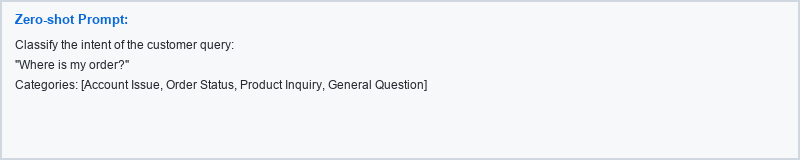 Zero-shot Prompt:
Classify the intent of the customer query:
"Where is my order?"
Categories: [Account Issue, Order Status, Product Inquiry, General Question]